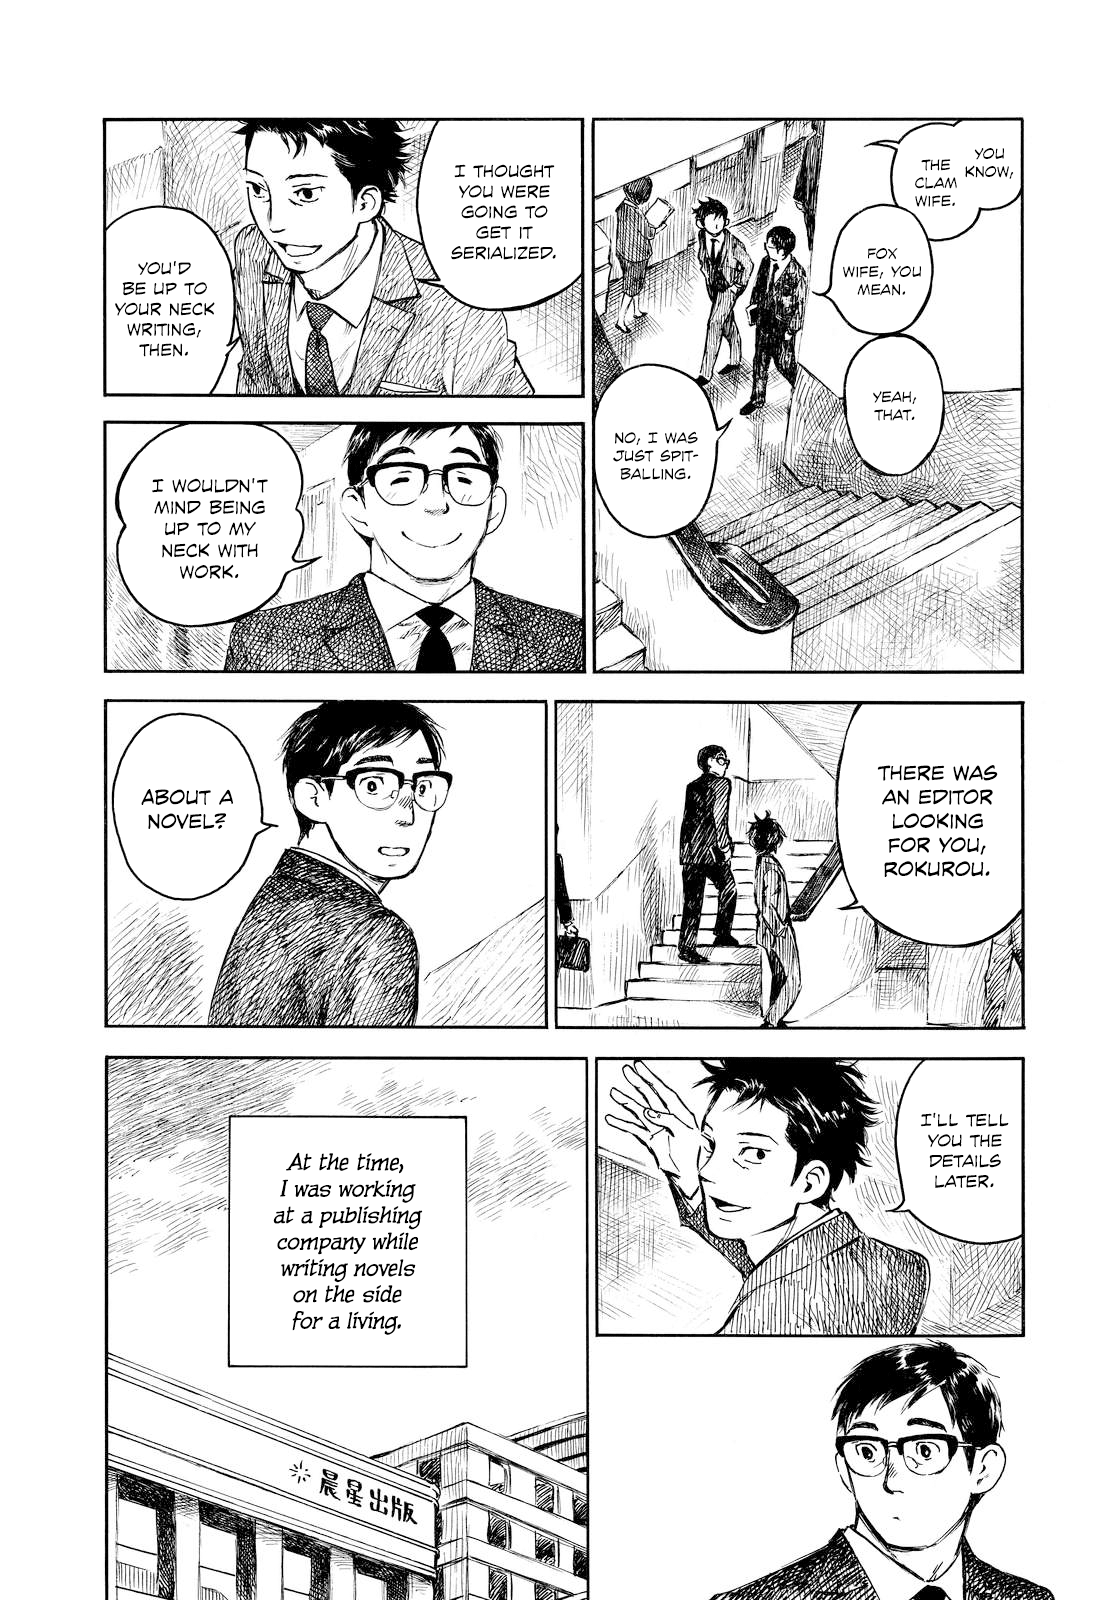 YOU
KNOW,
THE
CLAM
WIFE.
FOX
WIFE, YOU
MEAN.
YEAH,
THAT.
NO, I WAS
JUST SPIT-
BALLING.
I THOUGHT
YOU WERE
GOING TO
GET IT
SERIALIZED.
YOU'D
BE UP TO
YOUR NECK
WRITING,
THEN.
I WOULDN'T
MIND BEING
UP TO MY
NECK WITH
WORK.
THERE WAS
AN EDITOR
LOOKING
FOR YOU,
ROKUROU.
ABOUT A
NOVEL?
I'LL TELL
YOU THE
DETAILS
LATER.
At the time,
I was working
at a publishing
company while
writing novels
on the side
for a living.
晨星出版